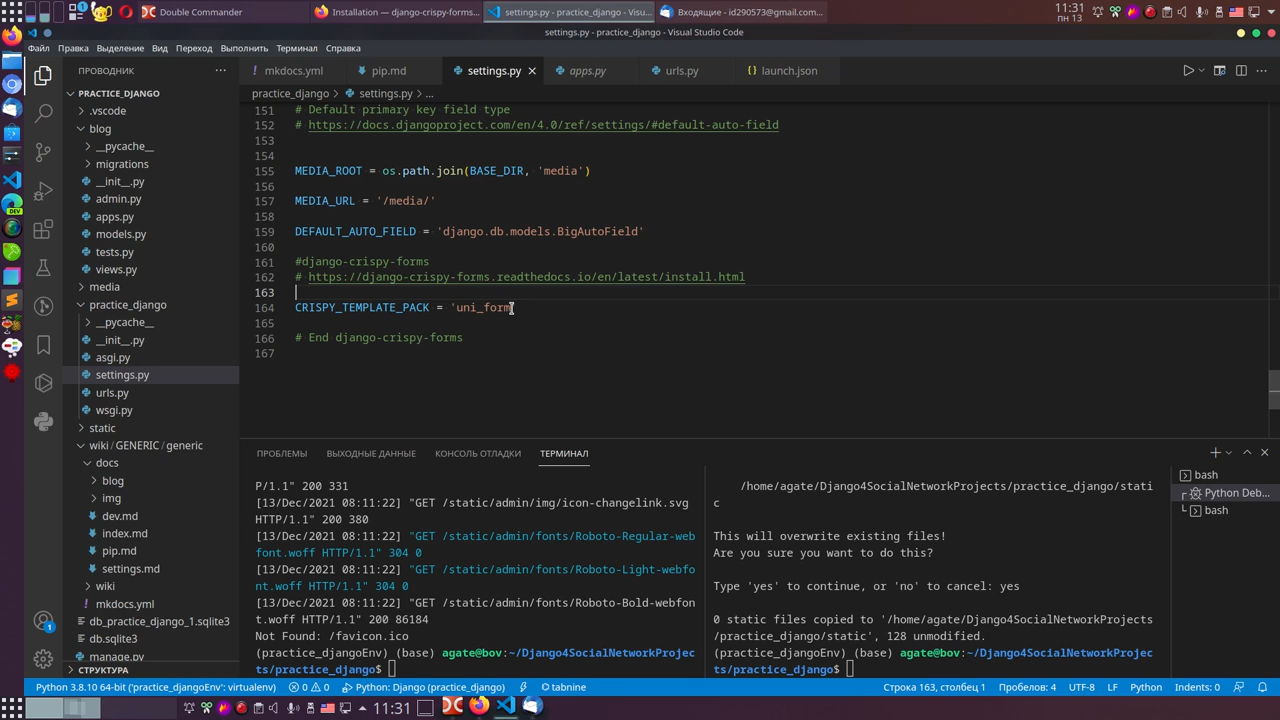 Double Command
Installation — django-crispy-forms...
settings.py - practice_django - Visu...
Входящие - id290573@gmail.com...
11:31
пн 13
settings.py - practice_django - Visual Studio Code
Файл Правка Выделение Вид Переход Выполнить Терминал Справка
ПРОВОДНИК ...
mkdocs.yml pip.md settings.py apps.py urls.py launch.json
PRACTICE_DJANGO
practice_django > settings.py > ...
.vscode
blog
__pycache__
migrations
__init__.py
admin.py
apps.py
models.py
tests.py
views.py
media
practice_django
__pycache__
__init__.py
asgi.py
settings.py
urls.py
wsgi.py
static
wiki/GENERIC/generic
docs
blog
img
dev.md
index.md
pip.md
settings.md
wiki
mkdocs.yml
db_practice_django_1.sqlite3
db.sqlite3
manage.py
СТРУКТУРА
151 # Default primary key field type
152 # https://docs.djangoproject.com/en/4.0/ref/settings/#default-auto-field
153
154
155 MEDIA_ROOT = os.path.join(BASE_DIR, 'media')
156
157 MEDIA_URL = '/media/'
158
159 DEFAULT_AUTO_FIELD = 'django.db.models.BigAutoField'
160
161 #django-crispy-forms
162 # https://django-crispy-forms.readthedocs.io/en/latest/install.html
163
164 CRISPY_TEMPLATE_PACK = 'uni_form
165
166 # End django-crispy-forms
167
ПРОБЛЕМЫ ВЫХОДНЫЕ ДАННЫЕ КОНСОЛЬ ОТЛАДКИ ТЕРМИНАЛ
P/1.1" 200 331
[13/Dec/2021 08:11:22] "GET /static/admin/img/icon-changelink.svg
HTTP/1.1" 200 380
[13/Dec/2021 08:11:22] "GET /static/admin/fonts/Roboto-Regular-web
font.woff HTTP/1.1" 304 0
[13/Dec/2021 08:11:22] "GET /static/admin/fonts/Roboto-Light-webfo
nt.woff HTTP/1.1" 304 0
[13/Dec/2021 08:11:22] "GET /static/admin/fonts/Roboto-Bold-webfon
t.woff HTTP/1.1" 200 86184
Not Found: /favicon.ico
(practice_djangoEnv) (base) agate@bov:~/Django4SocialNetworkProjec
ts/practice_django$
/home/agate/Django4SocialNetworkProjects/practice_django/stati
c
This will overwrite existing files!
Are you sure you want to do this?
Type 'yes' to continue, or 'no' to cancel: yes
0 static files copied to '/home/agate/Django4SocialNetworkProjects
/practice_django/static', 128 unmodified.
(practice_djangoEnv) (base) agate@bov:~/Django4SocialNetworkProjec
ts/practice_django$
bash
Python Deb...
bash
Python 3.8.10 64-bit ('practice_djangoEnv': virtualenv) 0 0 Python: Django (practice_django) tabnine
Строка 163, столбец 1 Пробелов: 4 UTF-8 LF Python Indents: 0
11:31